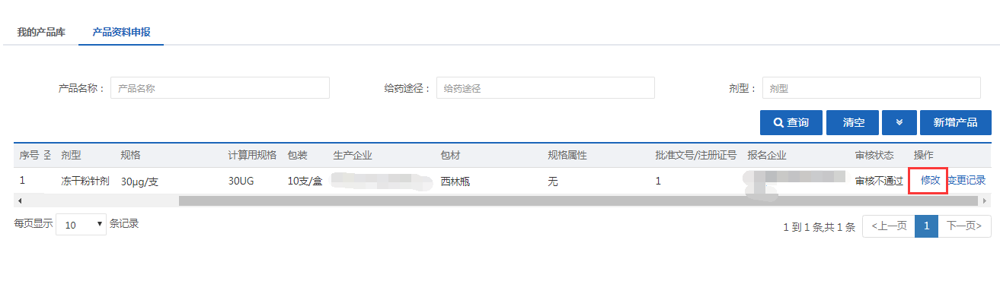 我的产品库 产品资料申报
产品名称： 产品名称 给药途径： 给药途径 剂型： 剂型
查询 清空 新增产品
序号 剂型 规格 计算用规格 包装 生产企业 包材 规格属性 批准文号/注册证号 报名企业 审核状态 操作
1 冻干粉针剂 30μg/支 30UG 10支/盒 西林瓶 无 1 审核不通过 修改 变更记录
每页显示 10 条记录 1 到 1 条,共 1 条 <上一页 1 下一页>